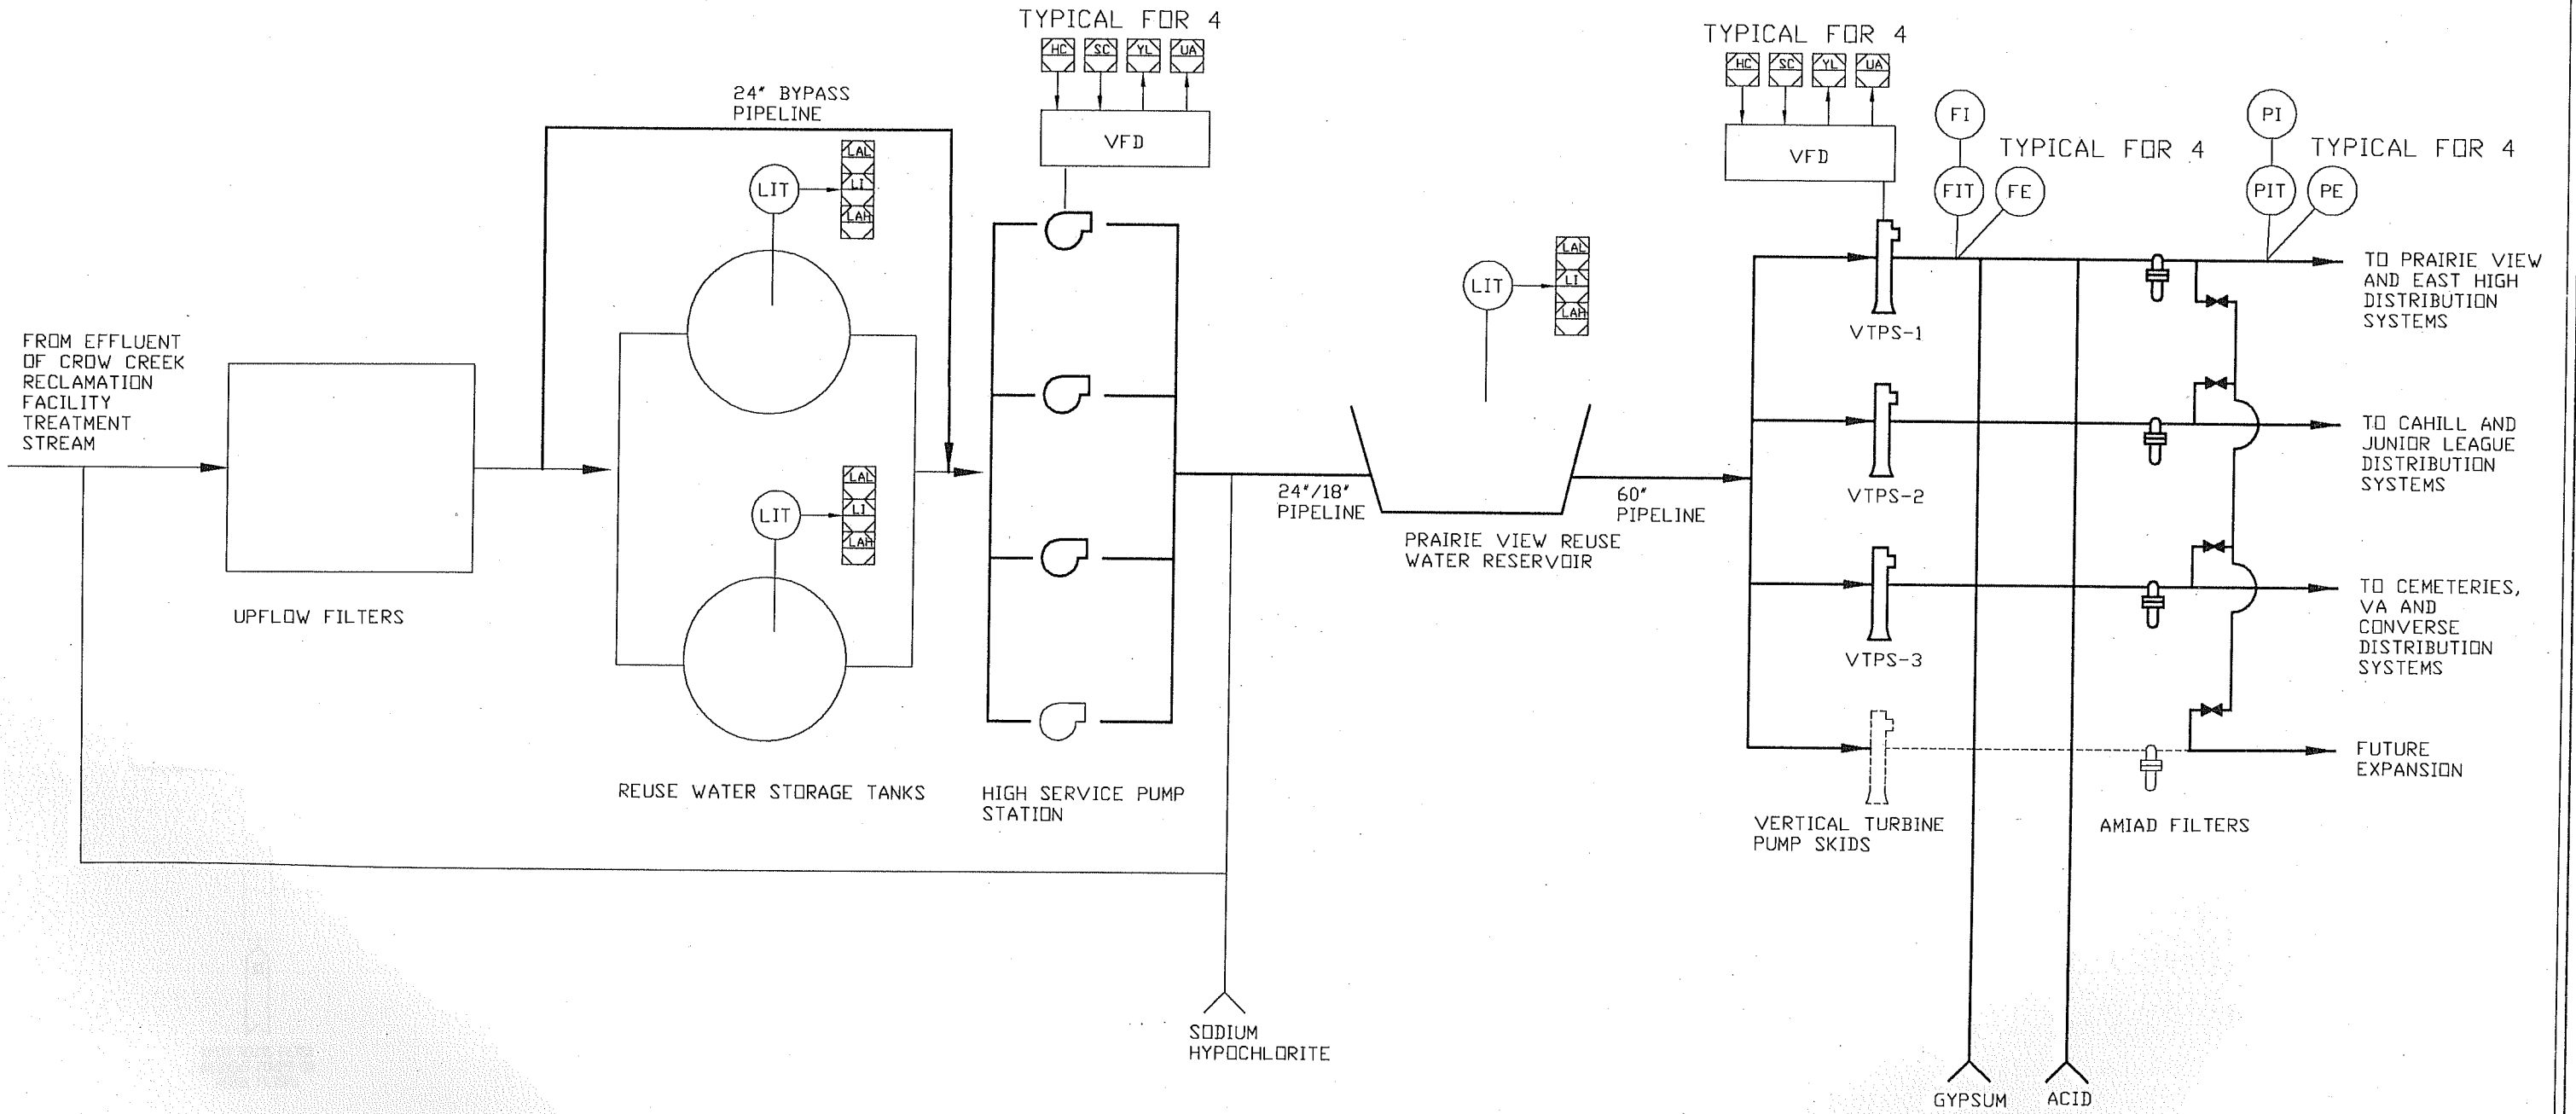 TYPICAL FOR 4
HC SC YL UA
VFD
24" BYPASS
PIPELINE
LIT
LAL
LI
LAH
FROM EFFLUENT
OF CROW CREEK
RECLAMATION
FACILITY
TREATMENT
STREAM
UPFLOW FILTERS
LIT
LAL
LI
LAH
REUSE WATER STORAGE TANKS
HIGH SERVICE PUMP
STATION
SODIUM
HYPOCHLORITE
24"/18"
PIPELINE
LIT
LAL
LI
LAH
PRAIRIE VIEW REUSE
WATER RESERVOIR
60"
PIPELINE
TYPICAL FOR 4
HC SC YL UA
VFD
FI
FIT FE
TYPICAL FOR 4
PI
PIT PE
TYPICAL FOR 4
VTPS-1
VTPS-2
VTPS-3
VERTICAL TURBINE
PUMP SKIDS
AMIAD FILTERS
TO PRAIRIE VIEW
AND EAST HIGH
DISTRIBUTION
SYSTEMS
TO CAHILL AND
JUNIOR LEAGUE
DISTRIBUTION
SYSTEMS
TO CEMETERIES,
VA AND
CONVERSE
DISTRIBUTION
SYSTEMS
FUTURE
EXPANSION
GYPSUM
ACID